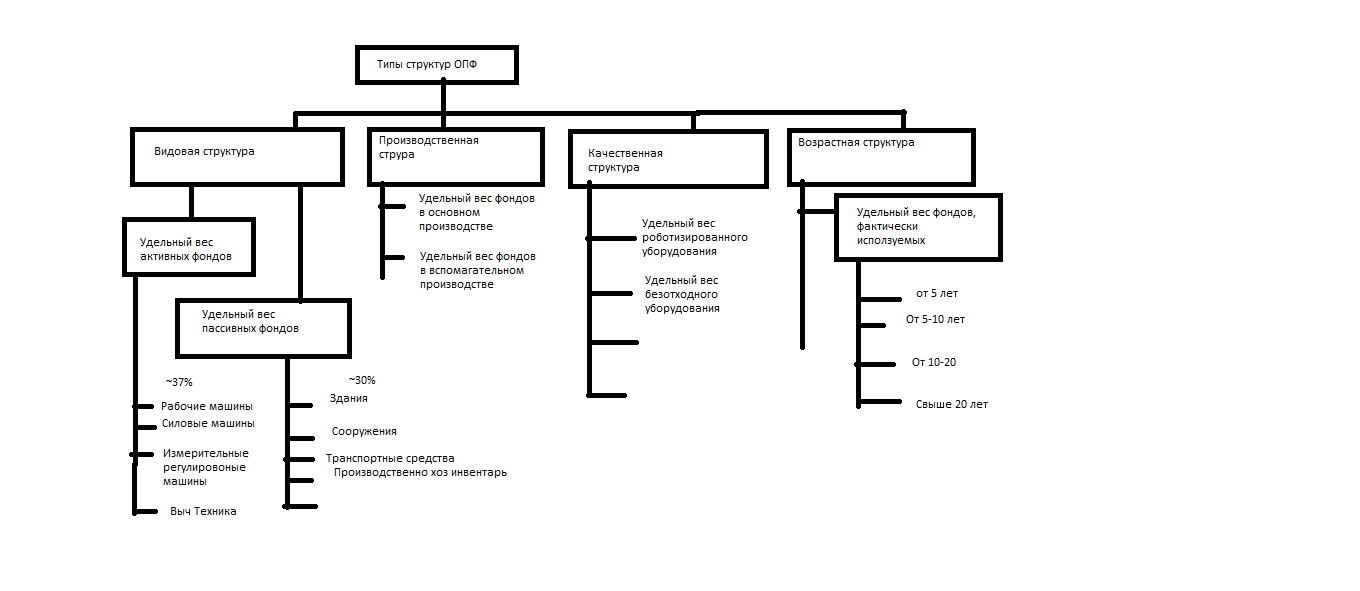 Типы структур ОПФ
Видовая структура
Производственная
струра
Качественная
структура
Возрастная структура
Удельный вес
активных фондов
Удельный вес
пассивных фондов
~37%
Рабочие машины
Силовые машины
Измерительные
регулировоные
машины
Выч Техника
~30%
Здания
Сооружения
Транспортные средства
Производственно хоз инвентарь
Удельный вес фондов
в основном
производстве
Удельный вес фондов
в вспомагательном
производстве
Удельный вес
роботизированного
уборудования
Удельный вес
безотходного
уборудования
Удельный вес фондов,
фактически
исползуемых
от 5 лет
От 5-10 лет
От 10-20
Свыше 20 лет